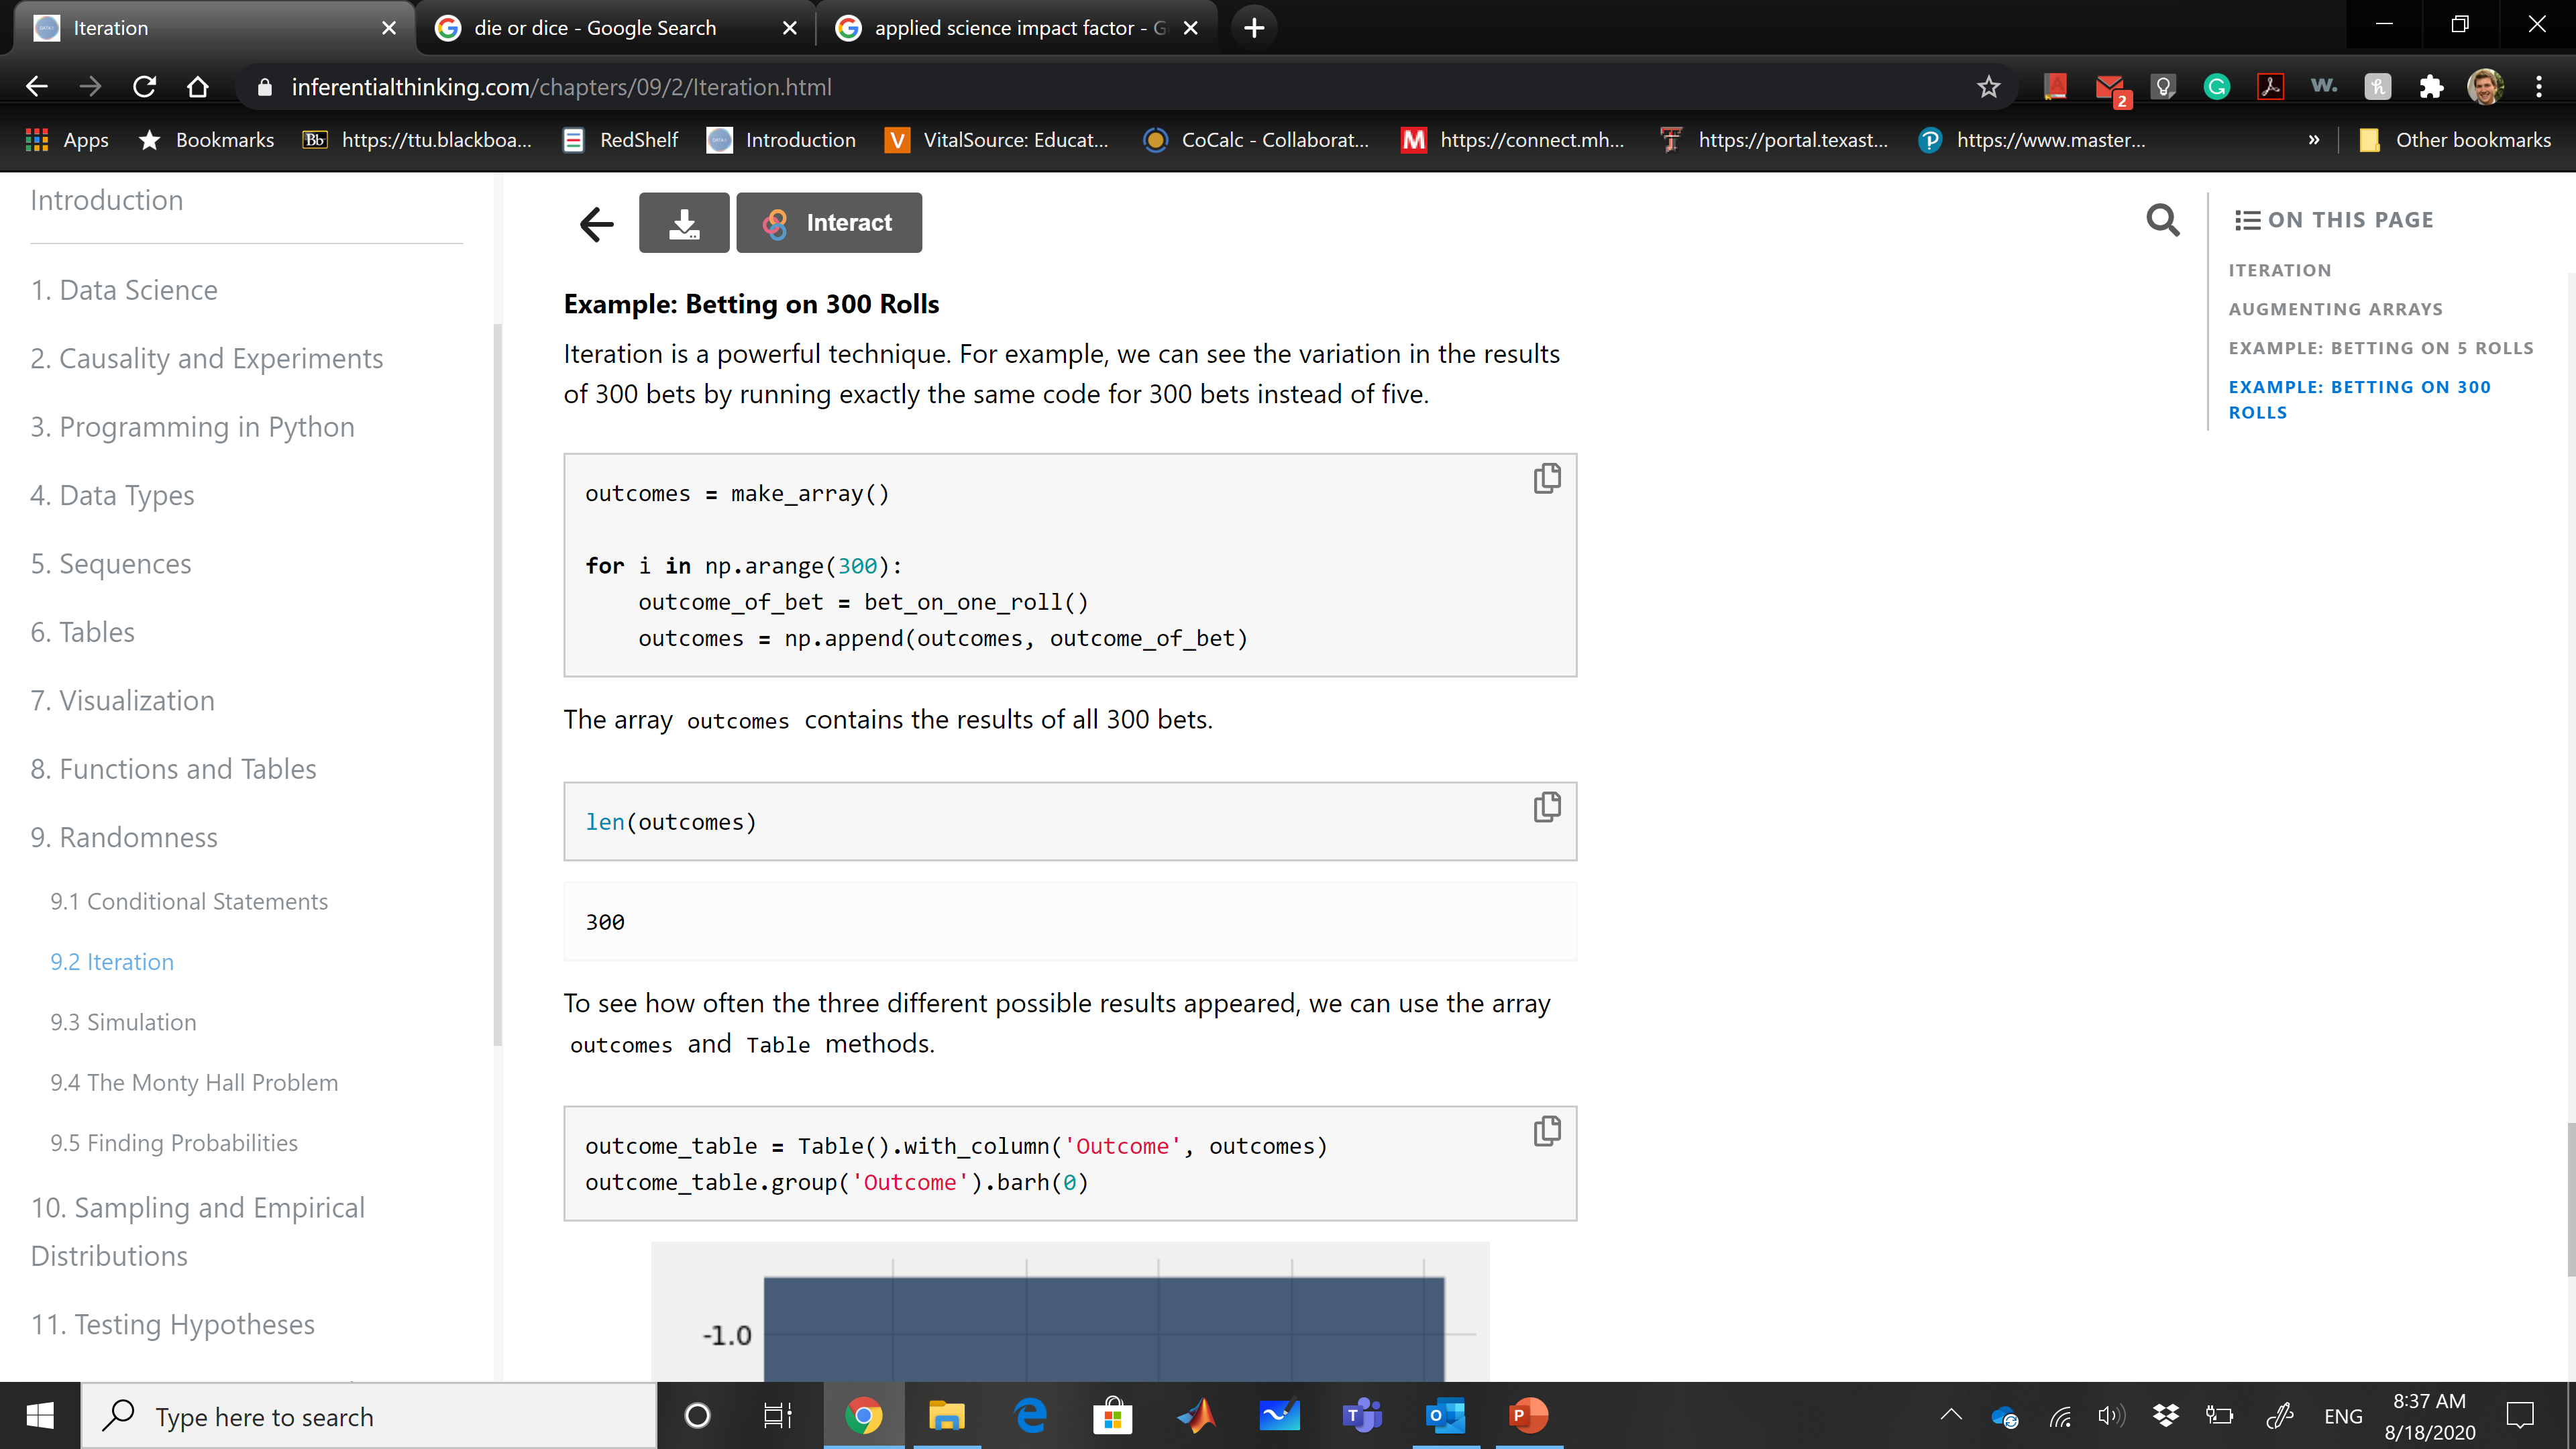 Iteration
die or dice - Google Search
applied science impact factor - G
inferentialthinking.com/chapters/09/2/Iteration.html
2
Apps
Bookmarks
Bb
https://ttu.blackboa...
RedShelf
Introduction
V
VitalSource: Educat...
CoCalc - Collaborat...
M
https://connect.mh...
https://portal.texast...
P
https://www.master...
»
Other bookmarks
Introduction
1. Data Science
2. Causality and Experiments
3. Programming in Python
4. Data Types
5. Sequences
6. Tables
7. Visualization
8. Functions and Tables
9. Randomness
9.1 Conditional Statements
9.2 Iteration
9.3 Simulation
9.4 The Monty Hall Problem
9.5 Finding Probabilities
10. Sampling and Empirical
Distributions
11. Testing Hypotheses
Interact
Example: Betting on 300 Rolls
Iteration is a powerful technique. For example, we can see the variation in the results
of 300 bets by running exactly the same code for 300 bets instead of five.
outcomes = make_array()
for i in np.arange(300):
    outcome_of_bet = bet_on_one_roll()
    outcomes = np.append(outcomes, outcome_of_bet)
The array outcomes contains the results of all 300 bets.
len(outcomes)
300
To see how often the three different possible results appeared, we can use the array
outcomes and Table methods.
outcome_table = Table().with_column('Outcome', outcomes)
outcome_table.group('Outcome').barh(0)
-1.0
ON THIS PAGE
ITERATION
AUGMENTING ARRAYS
EXAMPLE: BETTING ON 5 ROLLS
EXAMPLE: BETTING ON 300
ROLLS
Type here to search
ENG
8:37 AM
8/18/2020